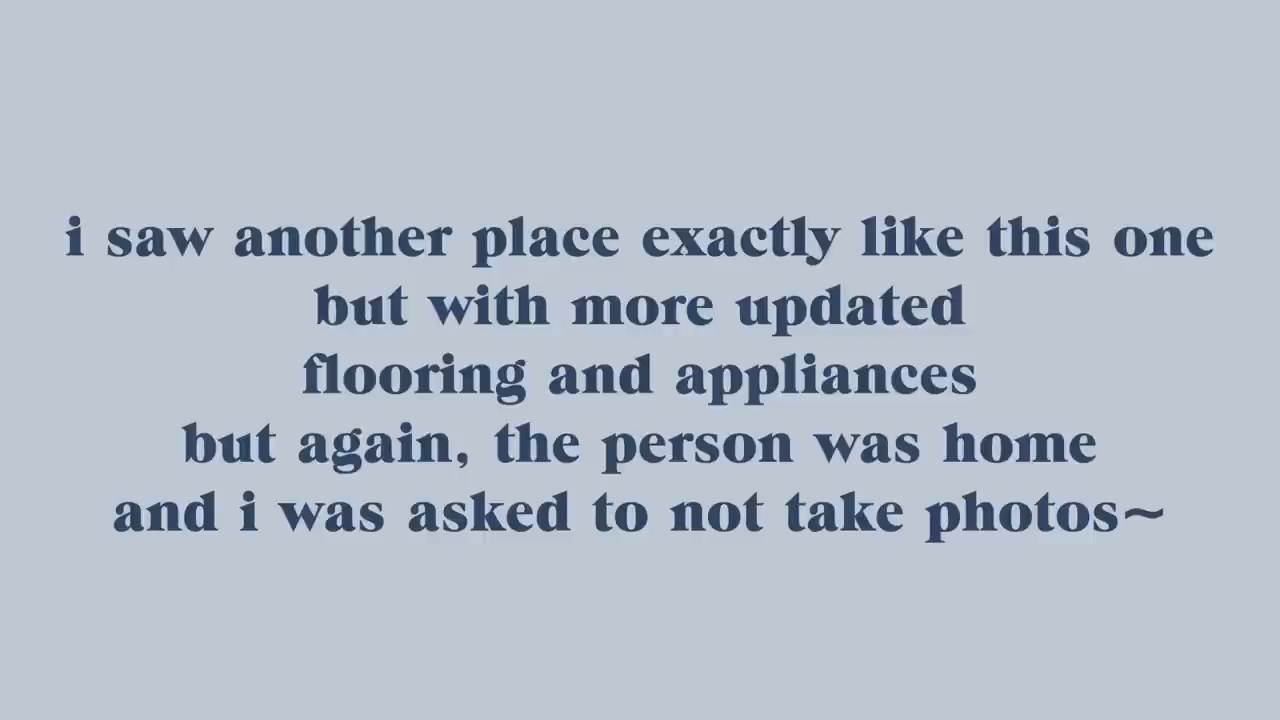 i saw another place exactly like this one
but with more updated
flooring and appliances
but again, the person was home
and i was asked to not take photos~